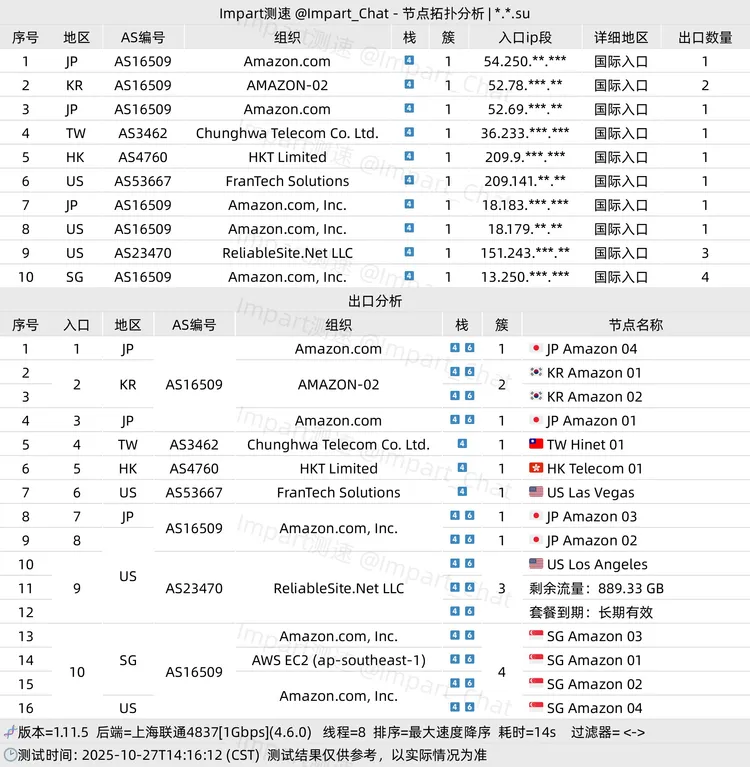 Impart测速 @Impart_Chat - 节点拓扑分析 | *.*.su
序号 地区 AS编号 组织 栈 簇 入口ip段 详细地区 出口数量
1 JP AS16509 Amazon.com 4 1 54.250.**.*** 国际入口 1
2 KR AS16509 AMAZON-02 4 1 52.78.***.** 国际入口 2
3 JP AS16509 Amazon.com 4 1 52.69.***.** 国际入口 1
4 TW AS3462 Chunghwa Telecom Co. Ltd. 4 1 36.233.***.*** 国际入口 1
5 HK AS4760 HKT Limited 4 1 209.9.***.*** 国际入口 1
6 US AS53667 FranTech Solutions 4 1 209.141.**.** 国际入口 1
7 JP AS16509 Amazon.com, Inc. 4 1 18.183.***.*** 国际入口 1
8 US AS16509 Amazon.com, Inc. 4 1 18.179.**.** 国际入口 1
9 US AS23470 ReliableSite.Net LLC 4 1 151.243.***.** 国际入口 3
10 SG AS16509 Amazon.com, Inc. 4 1 13.250.***.*** 国际入口 4
出口分析
序号 入口 地区 AS编号 组织 栈 簇 节点名称
1 1 JP Amazon.com 4 6 1 JP Amazon 04
2 4 6 KR Amazon 01
2 KR AS16509 AMAZON-02 2
3 4 6 KR Amazon 02
4 3 JP Amazon.com 4 6 1 JP Amazon 01
5 4 TW AS3462 Chunghwa Telecom Co. Ltd. 4 1 TW Hinet 01
6 5 HK AS4760 HKT Limited 4 1 HK Telecom 01
7 6 US AS53667 FranTech Solutions 4 1 US Las Vegas
8 7 JP 4 6 1 JP Amazon 03
AS16509 Amazon.com, Inc.
9 8 4 6 1 JP Amazon 02
10 4 6 US Los Angeles
US
11 9 AS23470 ReliableSite.Net LLC 4 6 3 剩余流量：889.33 GB
12 4 6 套餐到期：长期有效
13 Amazon.com, Inc. 4 6 SG Amazon 03
14 SG AWS EC2 (ap-southeast-1) 4 6 SG Amazon 01
10 AS16509 4
15 4 6 SG Amazon 02
Amazon.com, Inc.
16 US 4 6 SG Amazon 04
版本=1.11.5 后端=上海联通4837[1Gbps](4.6.0) 线程=8 排序=最大速度降序 耗时=14s 过滤器= <->
测试时间: 2025-10-27T14:16:12 (CST) 测试结果仅供参考，以实际情况为准